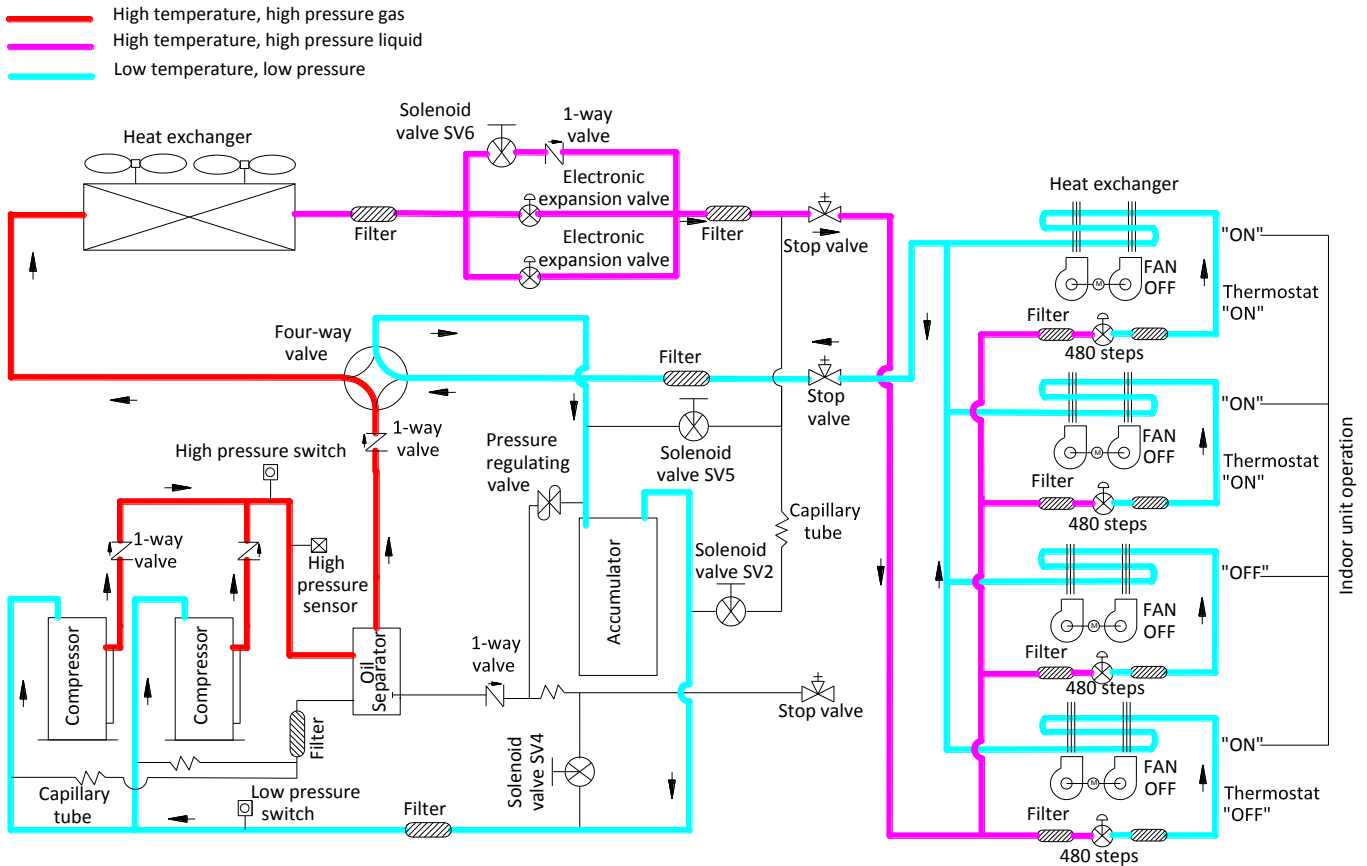 High temperature, high pressure gas
High temperature, high pressure liquid
Low temperature, low pressure
Heat exchanger
Solenoid
valve SV6
1-way
valve
Electronic
expansion valve
Electronic
expansion valve
Filter
Filter
Stop valve
Heat exchanger
"ON"
FAN
OFF
Thermostat
"ON"
Filter
480 steps
Four-way
valve
Filter
Stop
valve
"ON"
FAN
OFF
Thermostat
"ON"
Filter
480 steps
1-way
valve
High pressure switch
Pressure
regulating
valve
Solenoid
valve SV5
Capillary
tube
1-way
valve
High
pressure
sensor
Solenoid
valve SV2
"OFF"
M
FAN
OFF
Filter
480 steps
Compressor
Compressor
Oil
Separator
Accumulator
1-way
valve
Stop valve
Filter
Solenoid
valve SV4
Capillary
tube
Low pressure
switch
Filter
"ON"
M
FAN
OFF
Thermostat
"OFF"
Filter
480 steps
M
M
Indoor unit operation